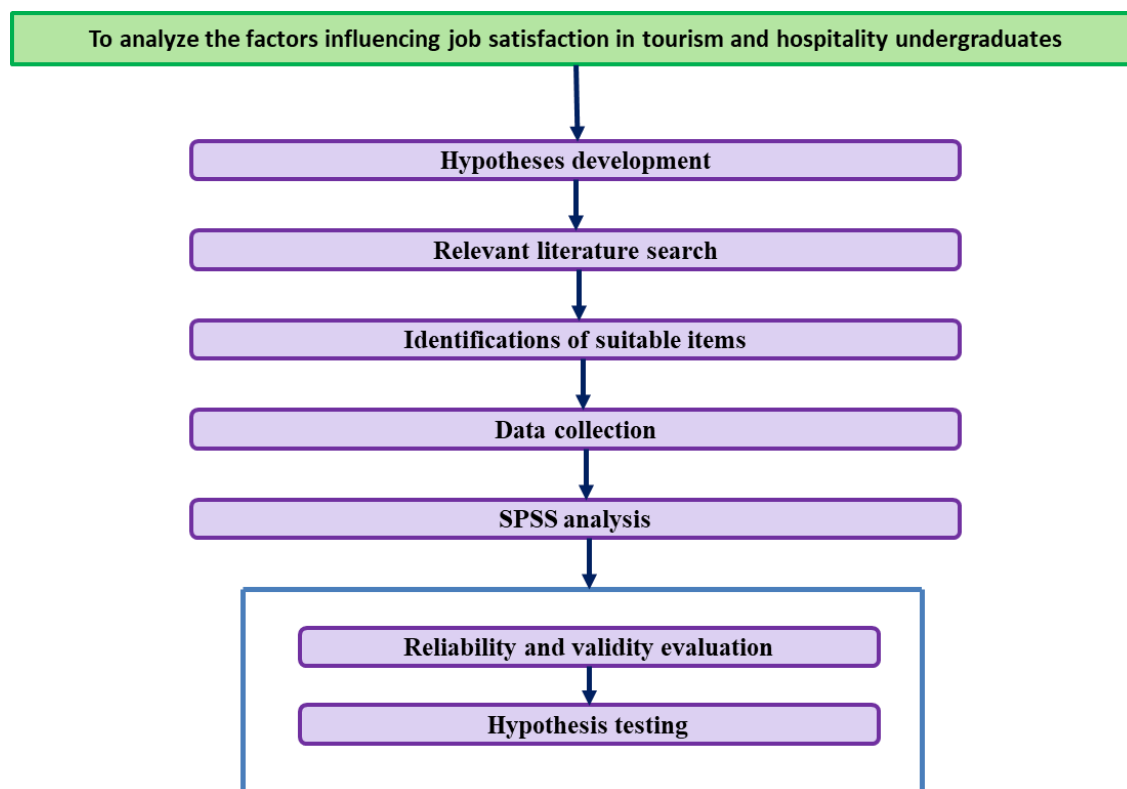 To analyze the factors influencing job satisfaction in tourism and hospitality undergraduates
Hypotheses development
Relevant literature search
Identifications of suitable items
Data collection
SPSS analysis
Reliability and validity evaluation
Hypothesis testing